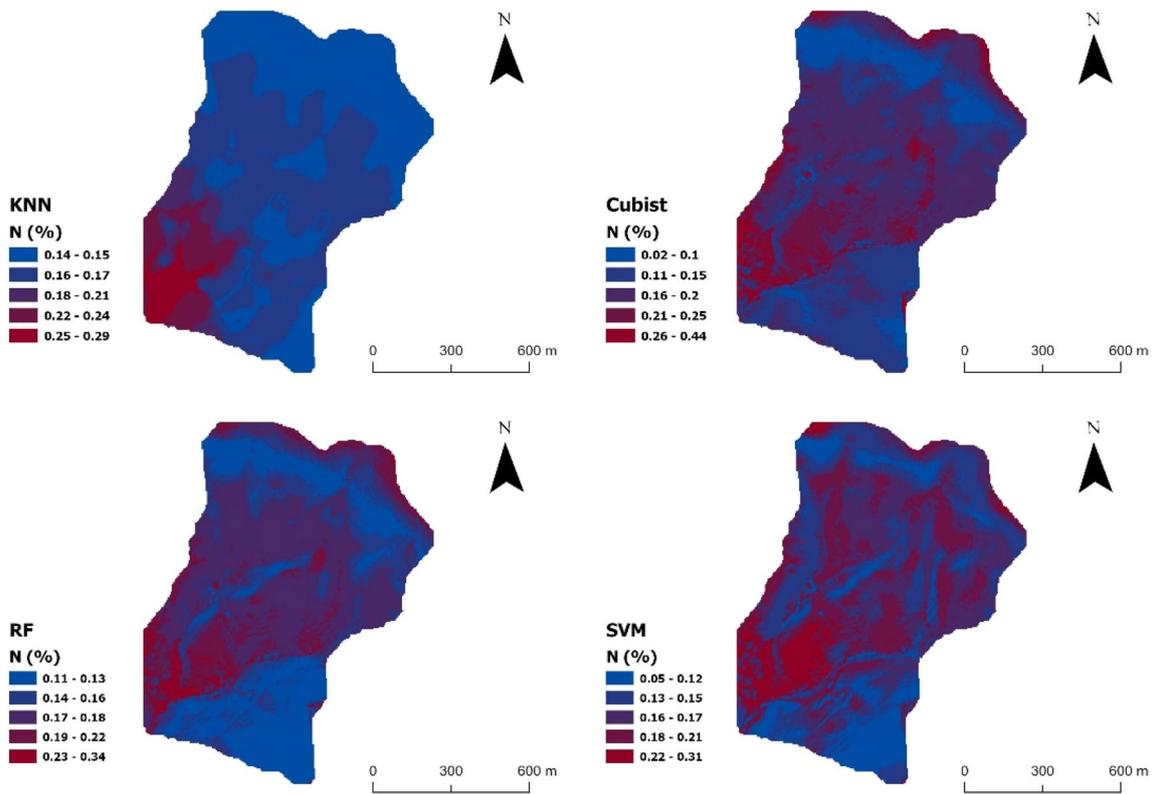 N
N
KNN
N (%)
0.14 - 0.15
0.16 - 0.17
0.18 - 0.21
0.22 - 0.24
0.25 - 0.29
0 300 600 m
Cubist
N (%)
0.02 - 0.1
0.11 - 0.15
0.16 - 0.2
0.21 - 0.25
0.26 - 0.44
0 300 600 m
N
N
RF
N (%)
0.11 - 0.13
0.14 - 0.16
0.17 - 0.18
0.19 - 0.22
0.23 - 0.34
0 300 600 m
SVM
N (%)
0.05 - 0.12
0.13 - 0.15
0.16 - 0.17
0.18 - 0.21
0.22 - 0.31
0 300 600 m